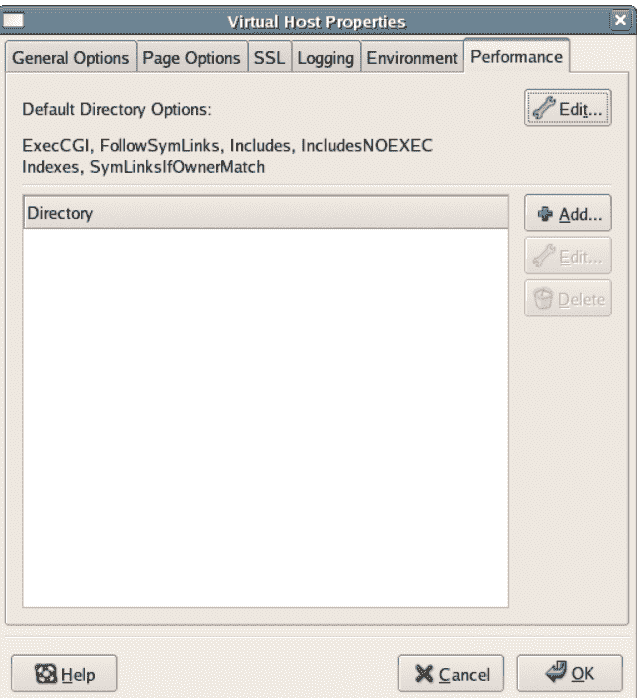 Virtual Host Properties
General Options Page Options SSL Logging Environment Performance
Default Directory Options:
Edit...
ExecCGI, FollowSymLinks, Includes, IncludesNOEXEC
Indexes, SymLinksIfOwnerMatch
Directory
Add...
Edit...
Delete
Help
Cancel
OK